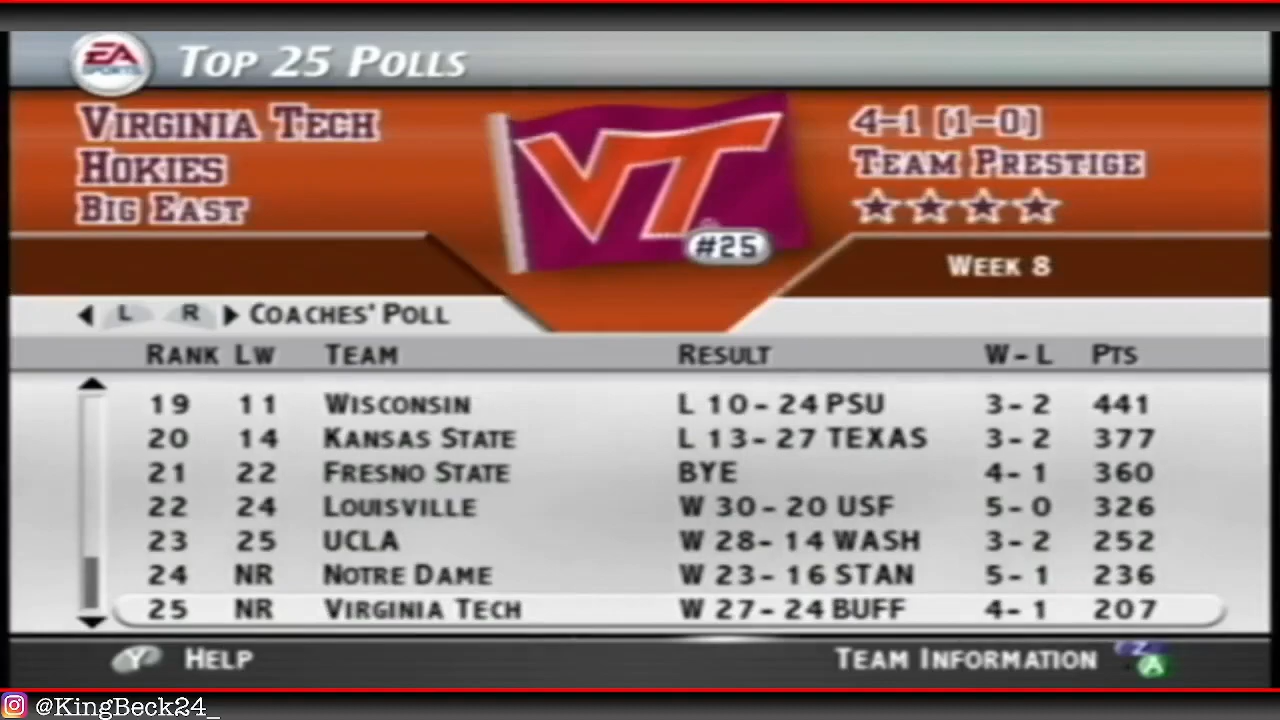 EA SPORTS TOP 25 POLLS
VIRGINIA TECH
HOKIES
BIG EAST
VT
#25
4-1 (1-0)
TEAM PRESTIGE
WEEK 8
L R COACHES' POLL
RANK LW TEAM RESULT W - L PTS
19 11 WISCONSIN L 10 - 24 PSU 3 - 2 441
20 14 KANSAS STATE L 13 - 27 TEXAS 3 - 2 377
21 22 FRESNO STATE BYE 4 - 1 360
22 24 LOUISVILLE W 30 - 20 USF 5 - 0 326
23 25 UCLA W 28 - 14 WASH 3 - 2 252
24 NR NOTRE DAME W 23 - 16 STAN 5 - 1 236
25 NR VIRGINIA TECH W 27 - 24 BUFF 4 - 1 207
Y HELP TEAM INFORMATION Z A
@KingBeck24_